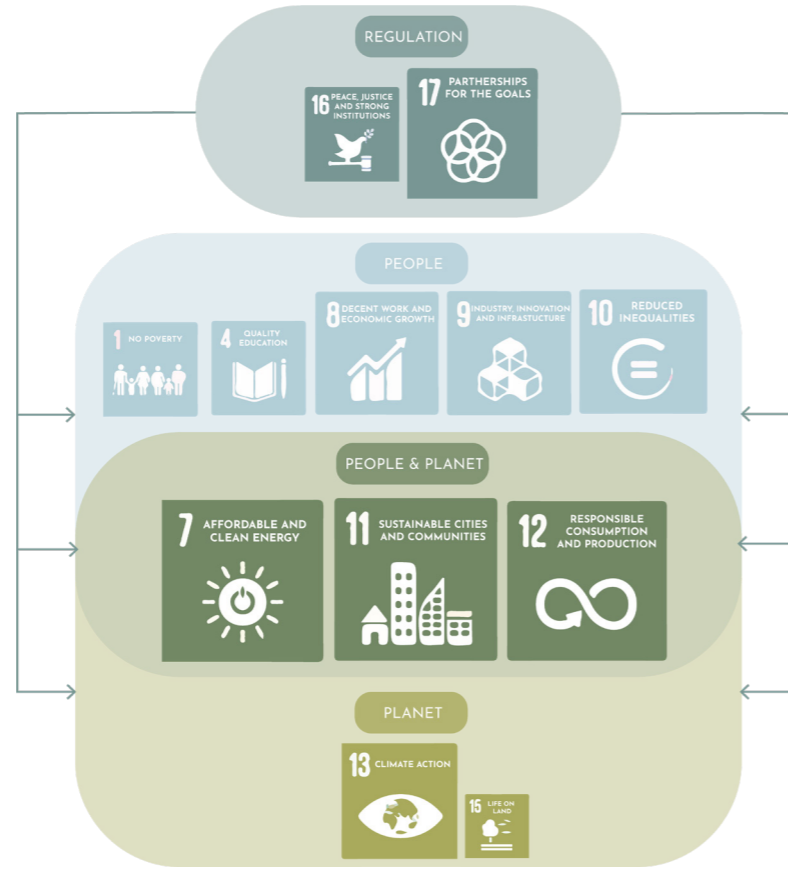 REGULATION
16 PEACE, JUSTICE
AND STRONG
INSTITUTIONS
17 PARTHERSHIPS
FOR THE GOALS
PEOPLE
1 NO POVERTY
4 QUALITY
EDUCATION
8 DECENT WORK AND
ECONOMIC GROWTH
9 INDUSTRY, INNOVATION
AND INFRASTUCTURE
10 REDUCED
INEQUALITIES
PEOPLE & PLANET
7 AFFORDABLE AND
CLEAN ENERGY
11 SUSTAINABLE CITIES
AND COMMUNITIES
12 RESPONSIBLE
CONSUMPTION
AND PRODUCTION
PLANET
13 CLIMATE ACTION
15 LIFE ON
LAND